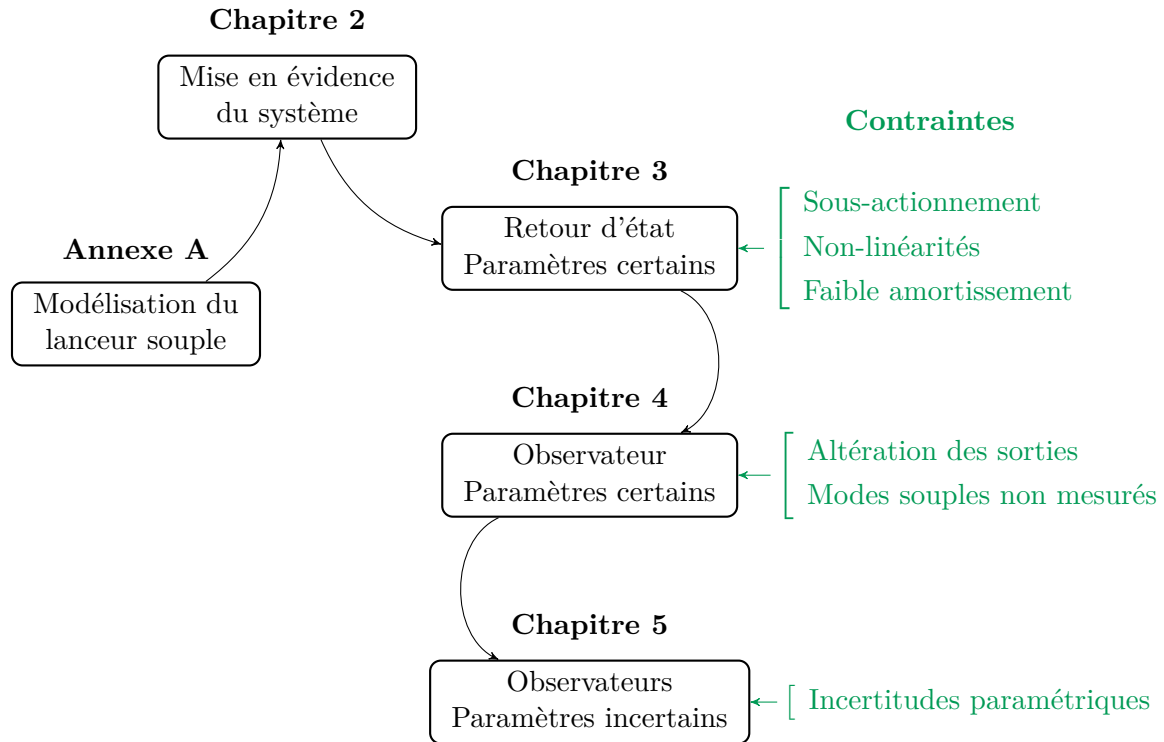 Chapitre 2
Mise en évidence
du système
Contraintes
Chapitre 3
Retour d'état
Paramètres certains
Sous-actionnement
Non-linéarités
Faible amortissement
Annexe A
Modélisation du
lanceur souple
Chapitre 4
Observateur
Paramètres certains
Altération des sorties
Modes souples non mesurés
Chapitre 5
Observateurs
Paramètres incertains
Incertitudes paramétriques